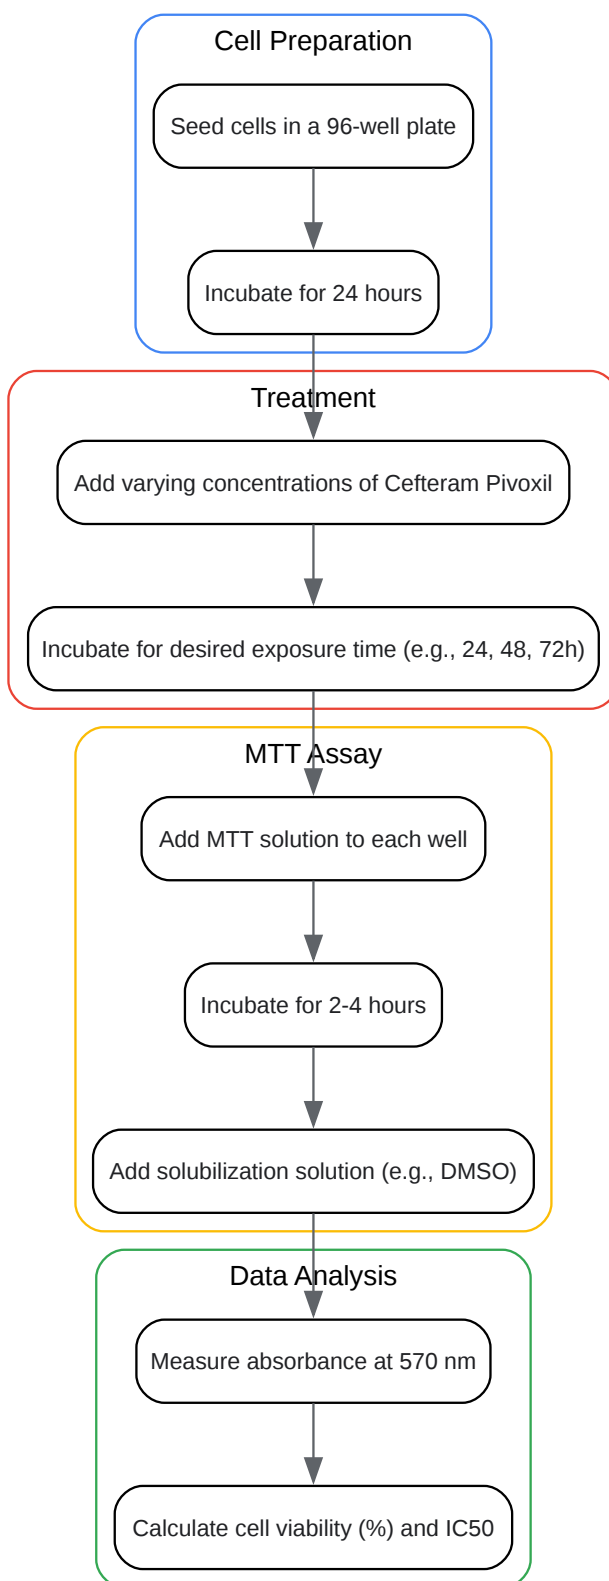 Cell Preparation
Seed cells in a 96-well plate
Incubate for 24 hours
Treatment
Add varying concentrations of Cefteram Pivoxil
Incubate for desired exposure time (e.g., 24, 48, 72h)
MTT Assay
Add MTT solution to each well
Incubate for 2-4 hours
Add solubilization solution (e.g., DMSO)
Data Analysis
Measure absorbance at 570 nm
Calculate cell viability (%) and IC50